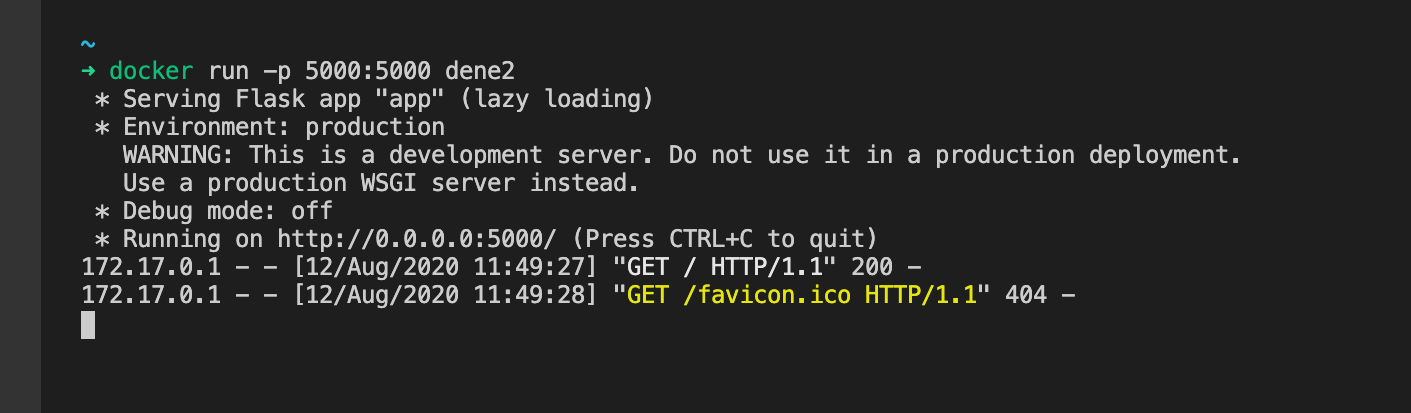 ~
➜ docker run -p 5000:5000 dene2
 * Serving Flask app "app" (lazy loading)
 * Environment: production
   WARNING: This is a development server. Do not use it in a production deployment.
   Use a production WSGI server instead.
 * Debug mode: off
 * Running on http://0.0.0.0:5000/ (Press CTRL+C to quit)
172.17.0.1 - - [12/Aug/2020 11:49:27] "GET / HTTP/1.1" 200 -
172.17.0.1 - - [12/Aug/2020 11:49:28] "GET /favicon.ico HTTP/1.1" 404 -